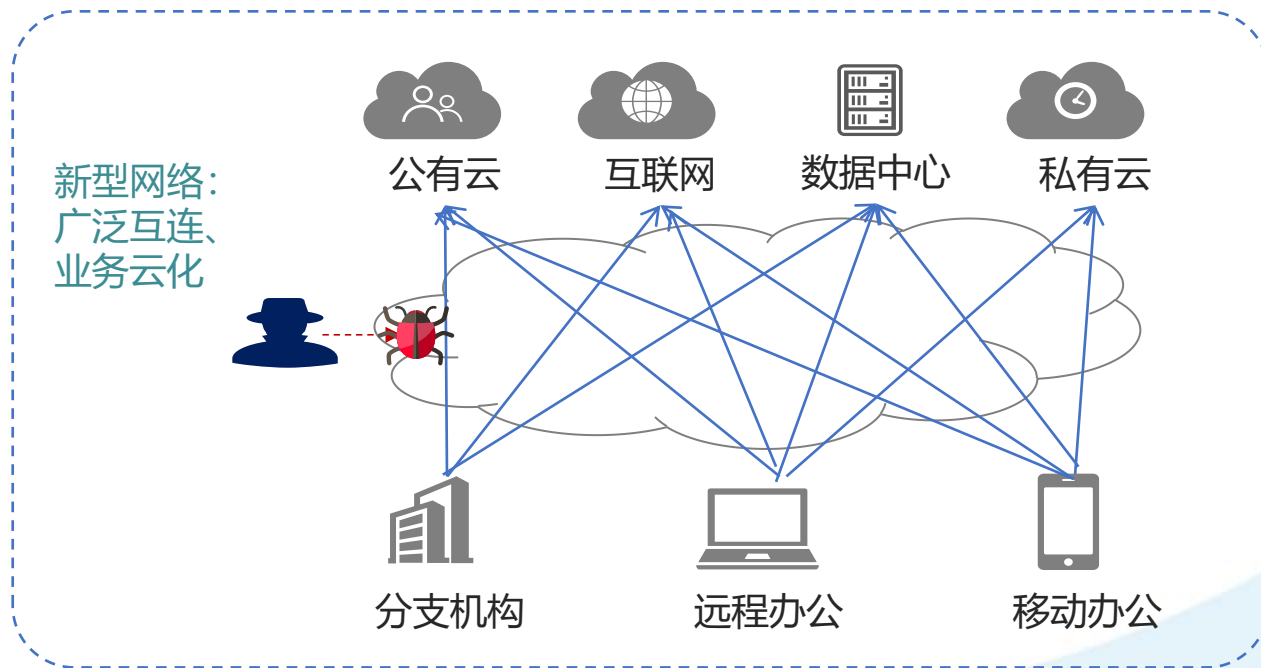 公有云
互联网
数据中心
私有云
新型网络：
广泛互连、
业务云化
分支机构
远程办公
移动办公